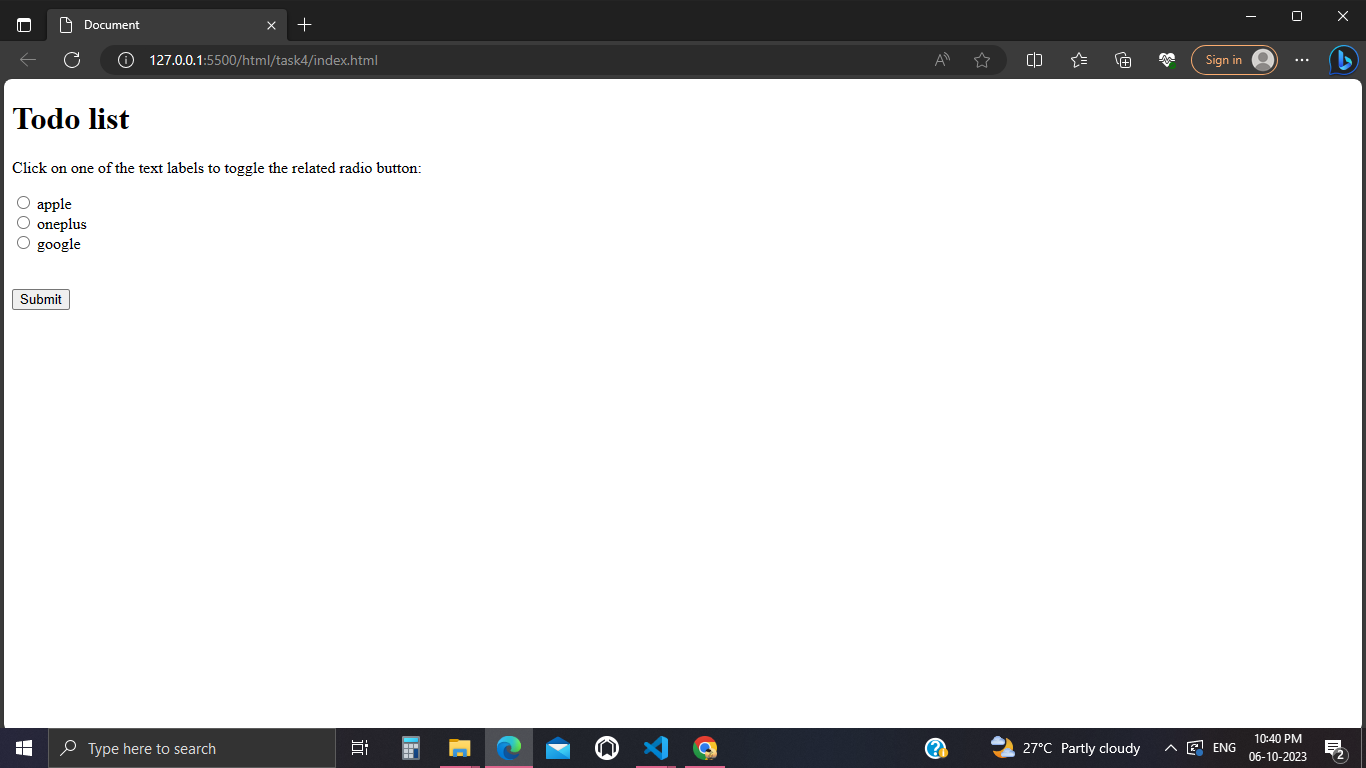 Document
127.0.0.1:5500/html/task4/index.html
Sign in
Todo list
Click on one of the text labels to toggle the related radio button:
apple
oneplus
google
Submit
Type here to search
27°C Partly cloudy
ENG
10:40 PM
06-10-2023
2